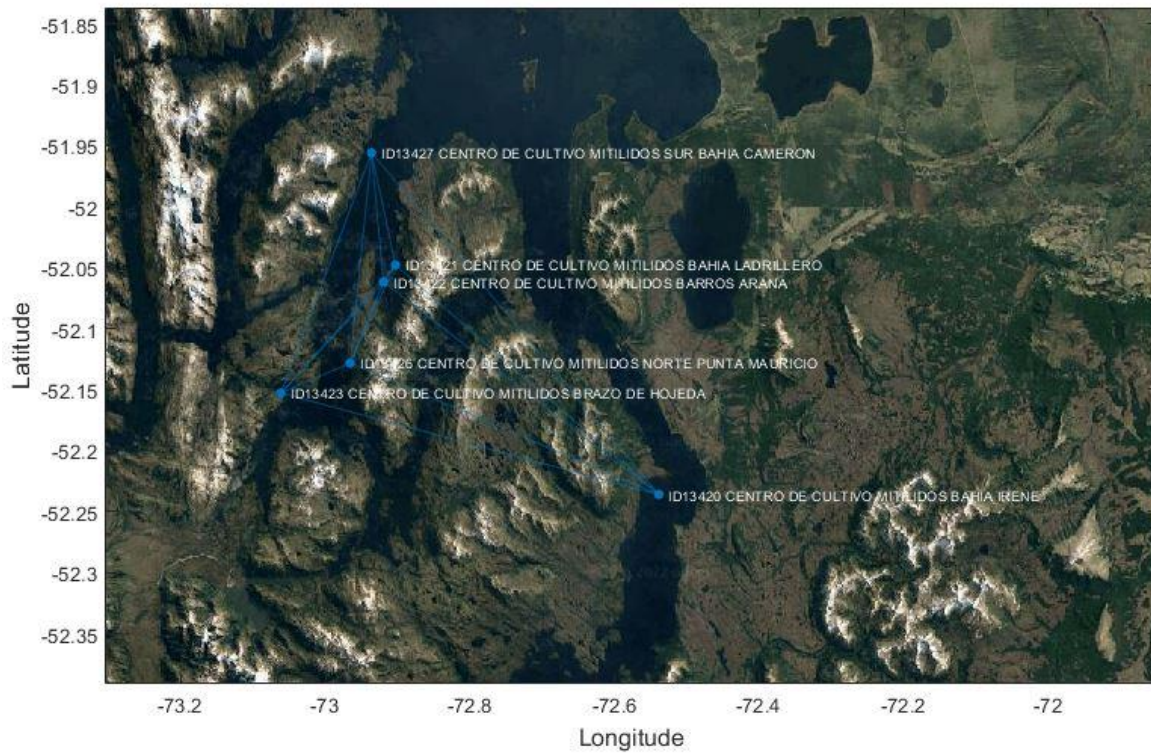 -51.85
-51.9
-51.95
-52
-52.05
-52.1
-52.15
-52.2
-52.25
-52.3
-52.35
Latitude
ID13427 CENTRO DE CULTIVO MITILIDOS SUR BAHIA CAMERON
ID13421 CENTRO DE CULTIVO MITILIDOS BAHIA LADRILLERO
ID13422 CENTRO DE CULTIVO MITILIDOS BARROS ARANA
ID13426 CENTRO DE CULTIVO MITILIDOS NORTE PUNTA MAURICIO
ID13423 CENTRO DE CULTIVO MITILIDOS BRAZO DE HOJEDA
ID13420 CENTRO DE CULTIVO MITILIDOS BAHIA IRENE
-73.2 -73 -72.8 -72.6 -72.4 -72.2 -72
Longitude